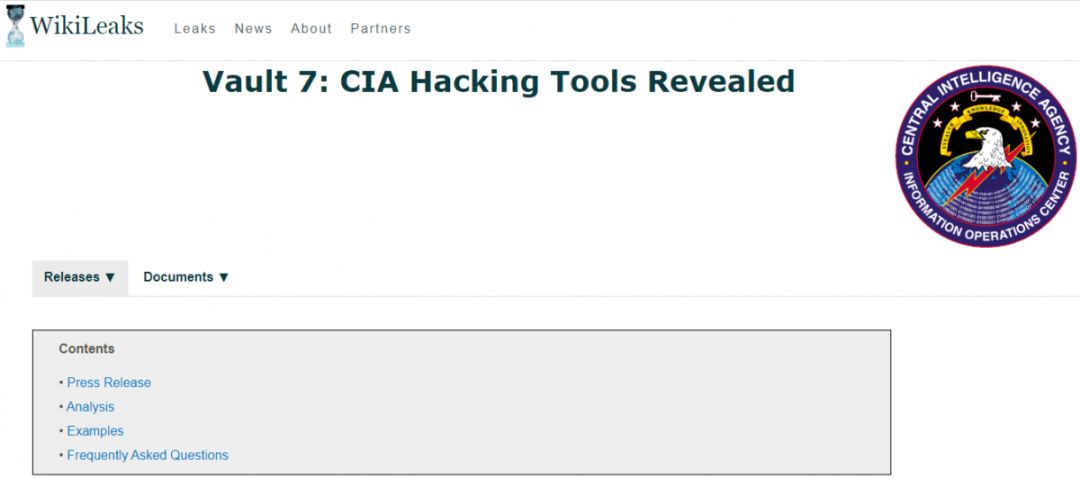 WikiLeaks Leaks News About Partners
Vault 7: CIA Hacking Tools Revealed
CENTRAL INTELLIGENCE AGENCY
KNOWLEDGE
INFORMATION OPERATIONS CENTER
Releases ▼ Documents ▼
Contents
• Press Release
• Analysis
• Examples
• Frequently Asked Questions